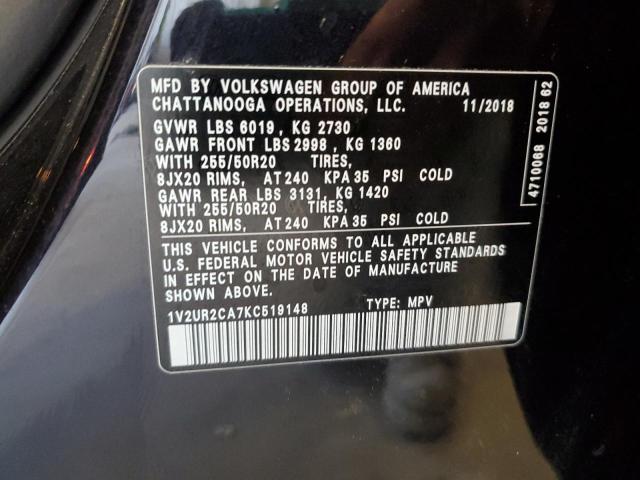 MFD BY VOLKSWAGEN GROUP OF AMERICA
CHATTANOOGA OPERATIONS, LLC. 11/2018
GVWR LBS 6019 , KG 2730
GAWR FRONT LBS 2998 , KG 1360
WITH 255/50R20 TIRES,
8JX20 RIMS, AT 240 KPA 35 PSI COLD
GAWR REAR LBS 3131, KG 1420
WITH 255/50R20 TIRES,
8JX20 RIMS, AT 240 KPA 35 PSI COLD
THIS VEHICLE CONFORMS TO ALL APPLICABLE
U.S. FEDERAL MOTOR VEHICLE SAFETY STANDARDS
IN EFFECT ON THE DATE OF MANUFACTURE
SHOWN ABOVE.
1V2UR2CA7KC519148 TYPE: MPV
4710068 2018 62